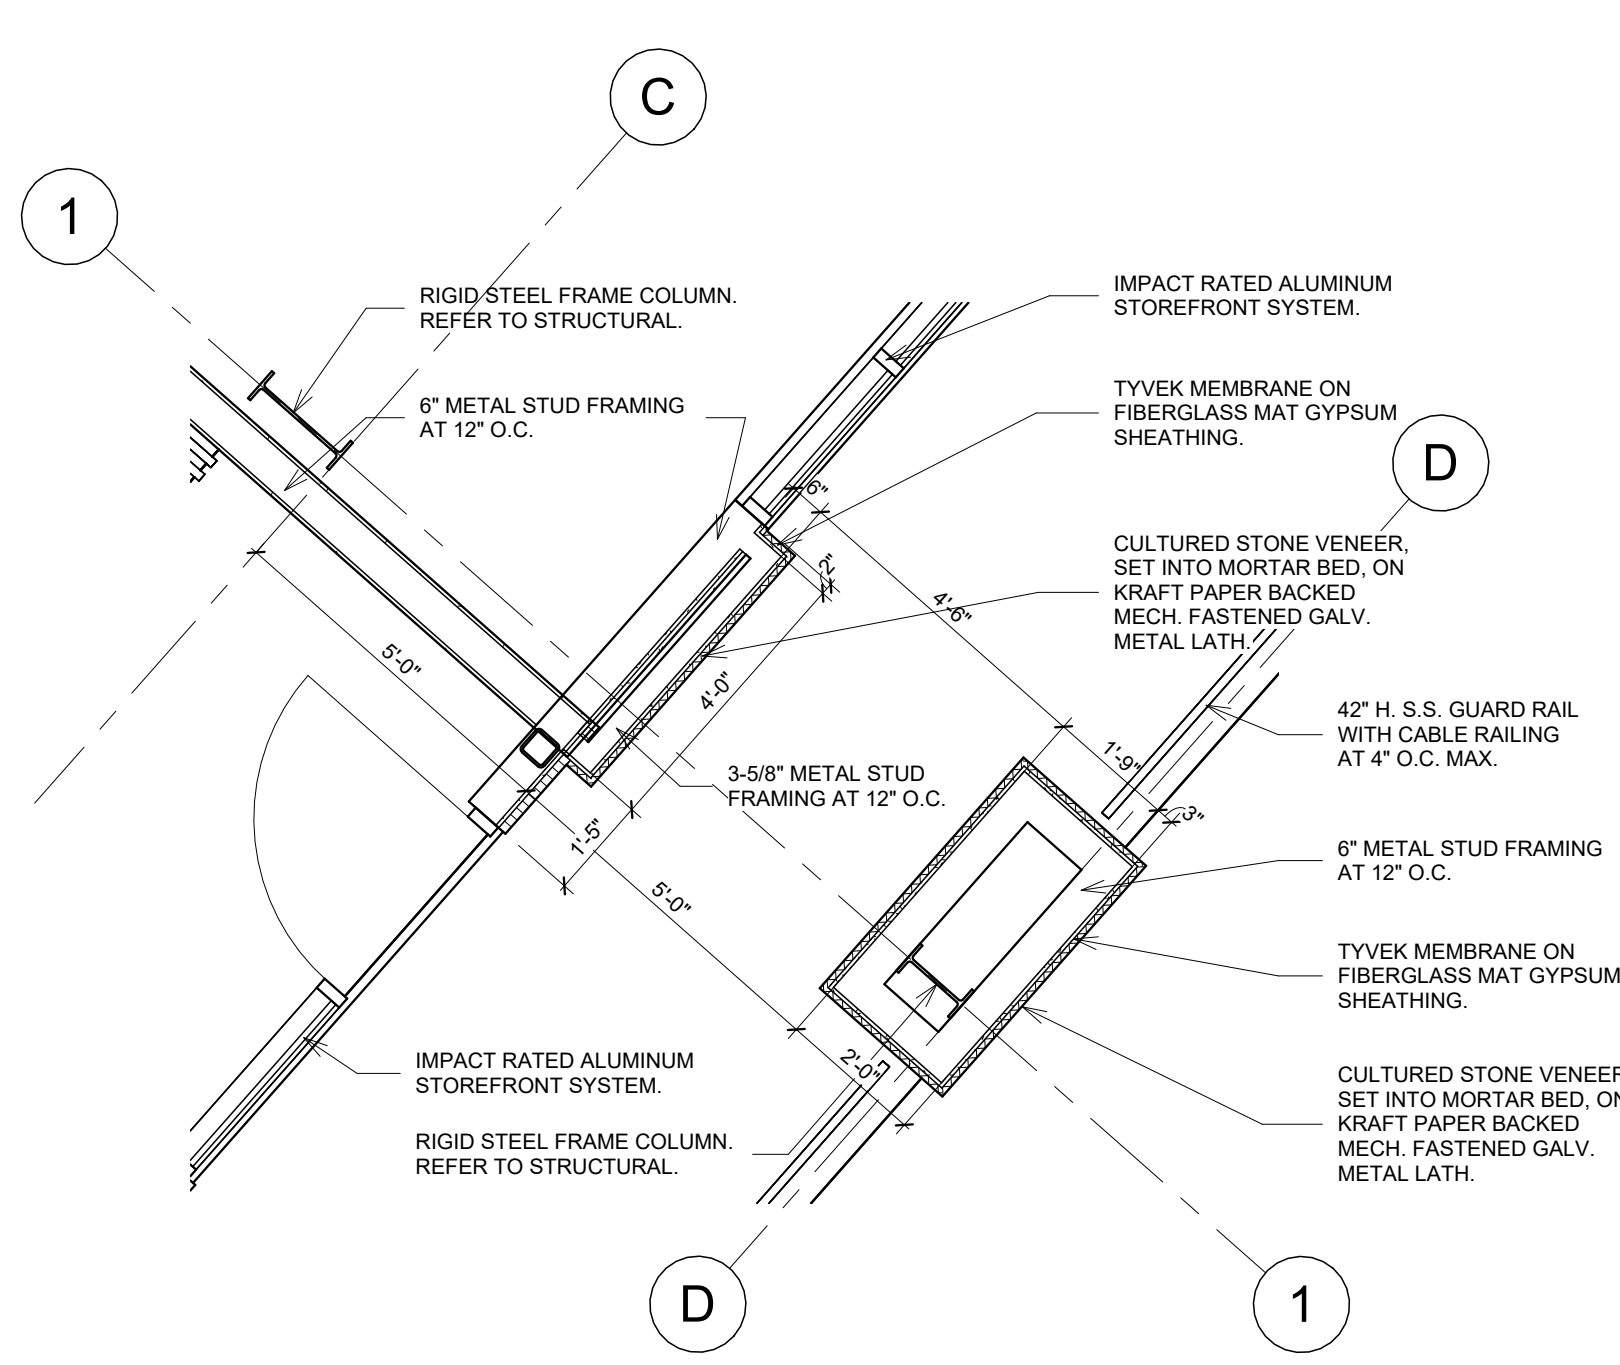 C
1
RIGID STEEL FRAME COLUMN.
REFER TO STRUCTURAL.
IMPACT RATED ALUMINUM
STOREFRONT SYSTEM.
6" METAL STUD FRAMING
AT 12" O.C.
TYVEK MEMBRANE ON
FIBERGLASS MAT GYPSUM
SHEATHING.
D
6"
CULTURED STONE VENEER,
SET INTO MORTAR BED, ON
KRAFT PAPER BACKED
MECH. FASTENED GALV.
METAL LATH.
2"
4'-6"
5'-0"
4'-0"
42" H. S.S. GUARD RAIL
WITH CABLE RAILING
AT 4" O.C. MAX.
1'-9"
3-5/8" METAL STUD
FRAMING AT 12" O.C.
3"
1'-5"
6" METAL STUD FRAMING
AT 12" O.C.
5'-0"
TYVEK MEMBRANE ON
FIBERGLASS MAT GYPSUM
SHEATHING.
IMPACT RATED ALUMINUM
STOREFRONT SYSTEM.
2'-0"
CULTURED STONE VENEER
SET INTO MORTAR BED, ON
KRAFT PAPER BACKED
MECH. FASTENED GALV.
METAL LATH.
RIGID STEEL FRAME COLUMN.
REFER TO STRUCTURAL.
D
1